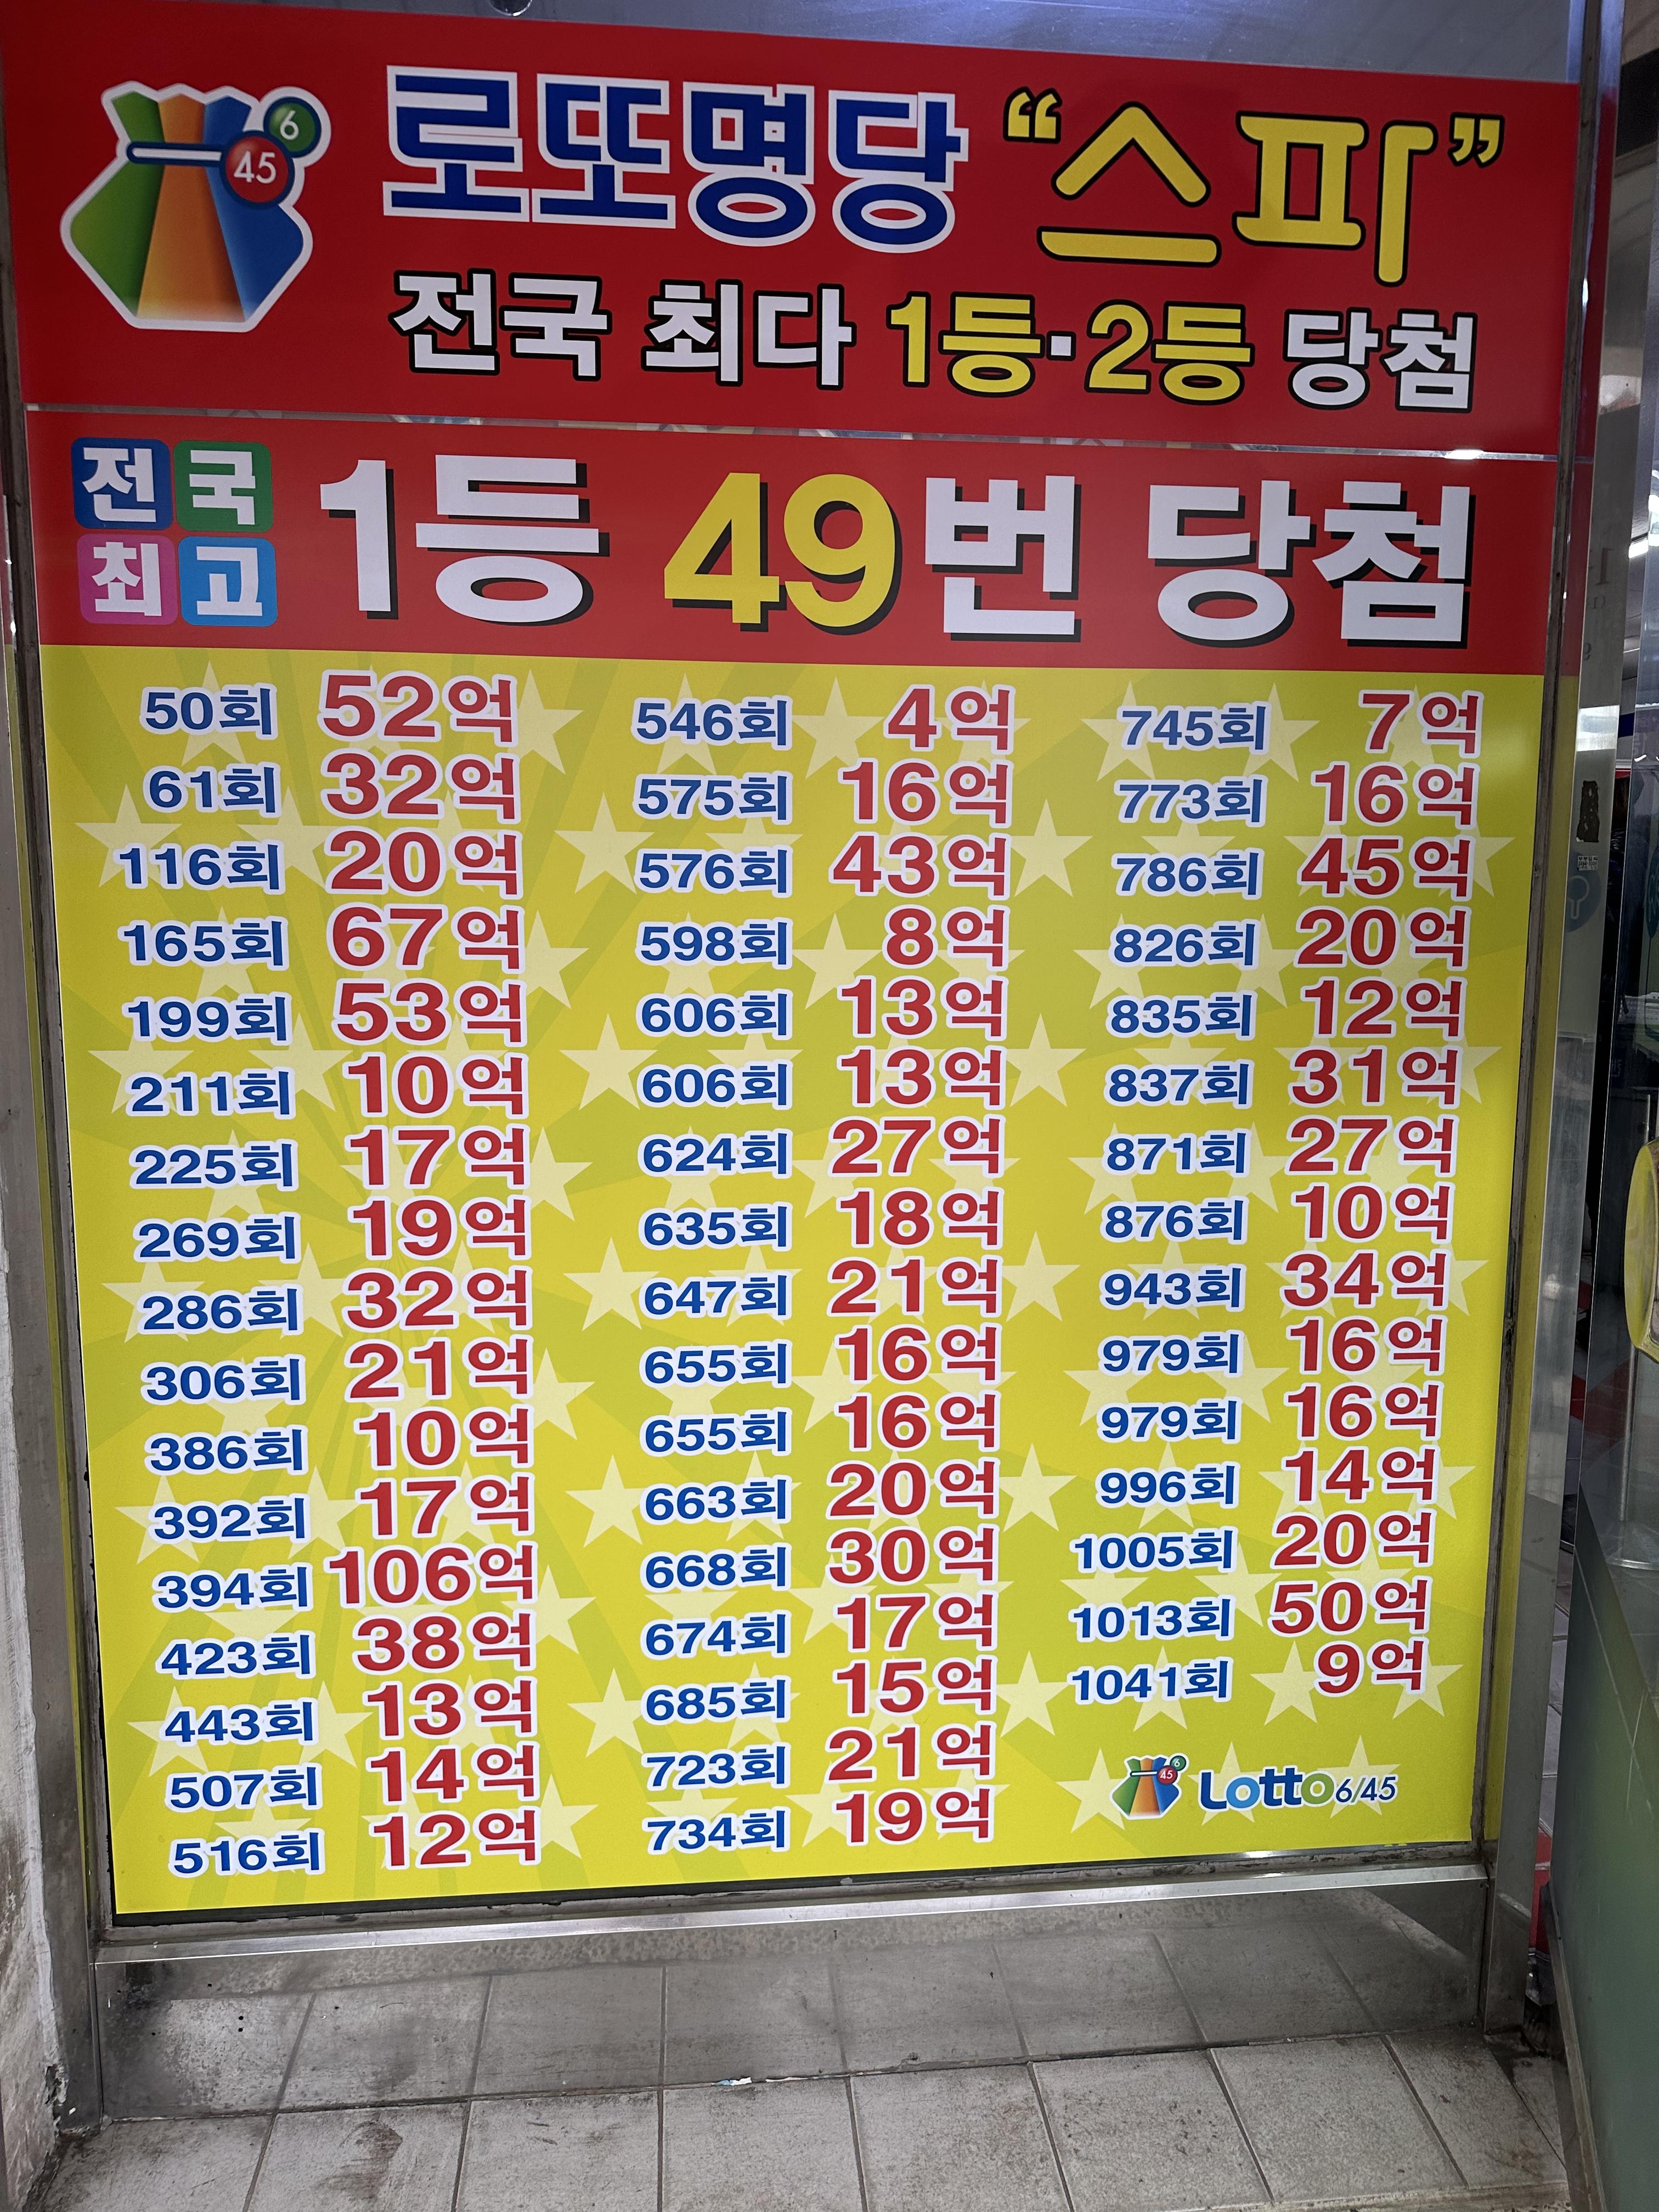 6
45
로또명당 “스파”
전국 최다 1등·2등 당첨
전국
최고
1등 49번 당첨
50회 52억
61회 32억
116회 20억
165회 67억
199회 53억
211회 10억
225회 17억
269회 19억
286회 32억
306회 21억
386회 10억
392회 17억
394회 106억
423회 38억
443회 13억
507회 14억
516회 12억
546회 4억
575회 16억
576회 43억
598회 8억
606회 13억
606회 13억
624회 27억
635회 18억
647회 21억
655회 16억
655회 16억
663회 20억
668회 30억
674회 17억
685회 15억
723회 21억
734회 19억
745회 7억
773회 16억
786회 45억
826회 20억
835회 12억
837회 31억
871회 27억
876회 10억
943회 34억
979회 16억
979회 16억
996회 14억
1005회 20억
1013회 50억
1041회 9억
6
45
Lotto 6/45